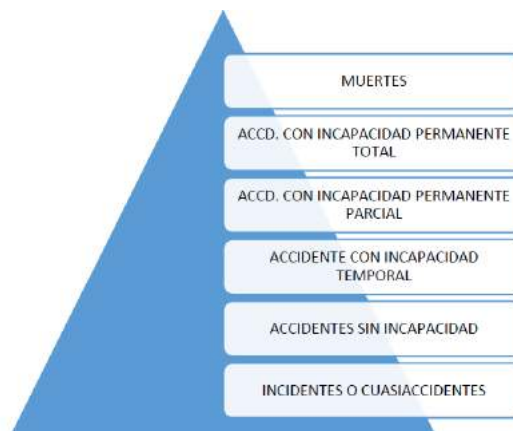 MUERTES
ACCD. CON INCAPACIDAD PERMANENTE
TOTAL
ACCD. CON INCAPACIDAD PERMANENTE
PARCIAL
ACCIDENTE CON INCAPACIDAD
TEMPORAL
ACCIDENTES SIN INCAPACIDAD
INCIDENTES O CUASIACCIDENTES